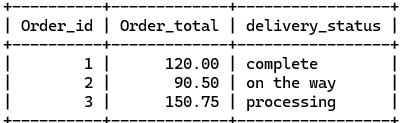 +----------+-------------+-----------------+
| Order_id | Order_total | delivery_status |
+----------+-------------+-----------------+
|        1 |      120.00 | complete        |
|        2 |       90.50 | on the way      |
|        3 |      150.75 | processing      |
+----------+-------------+-----------------+